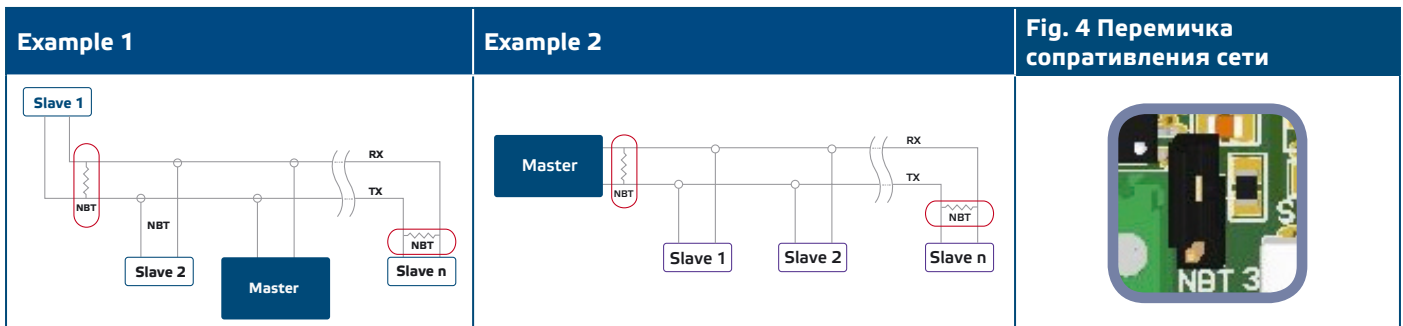 Example 1
Slave 1
RX
TX
NBT
NBT
NBT
Slave 2
Slave n
Master
Example 2
Master
RX
TX
NBT
NBT
Slave 1
Slave 2
Slave n
Fig. 4 Перемичка
сопративления сети
NBT 3